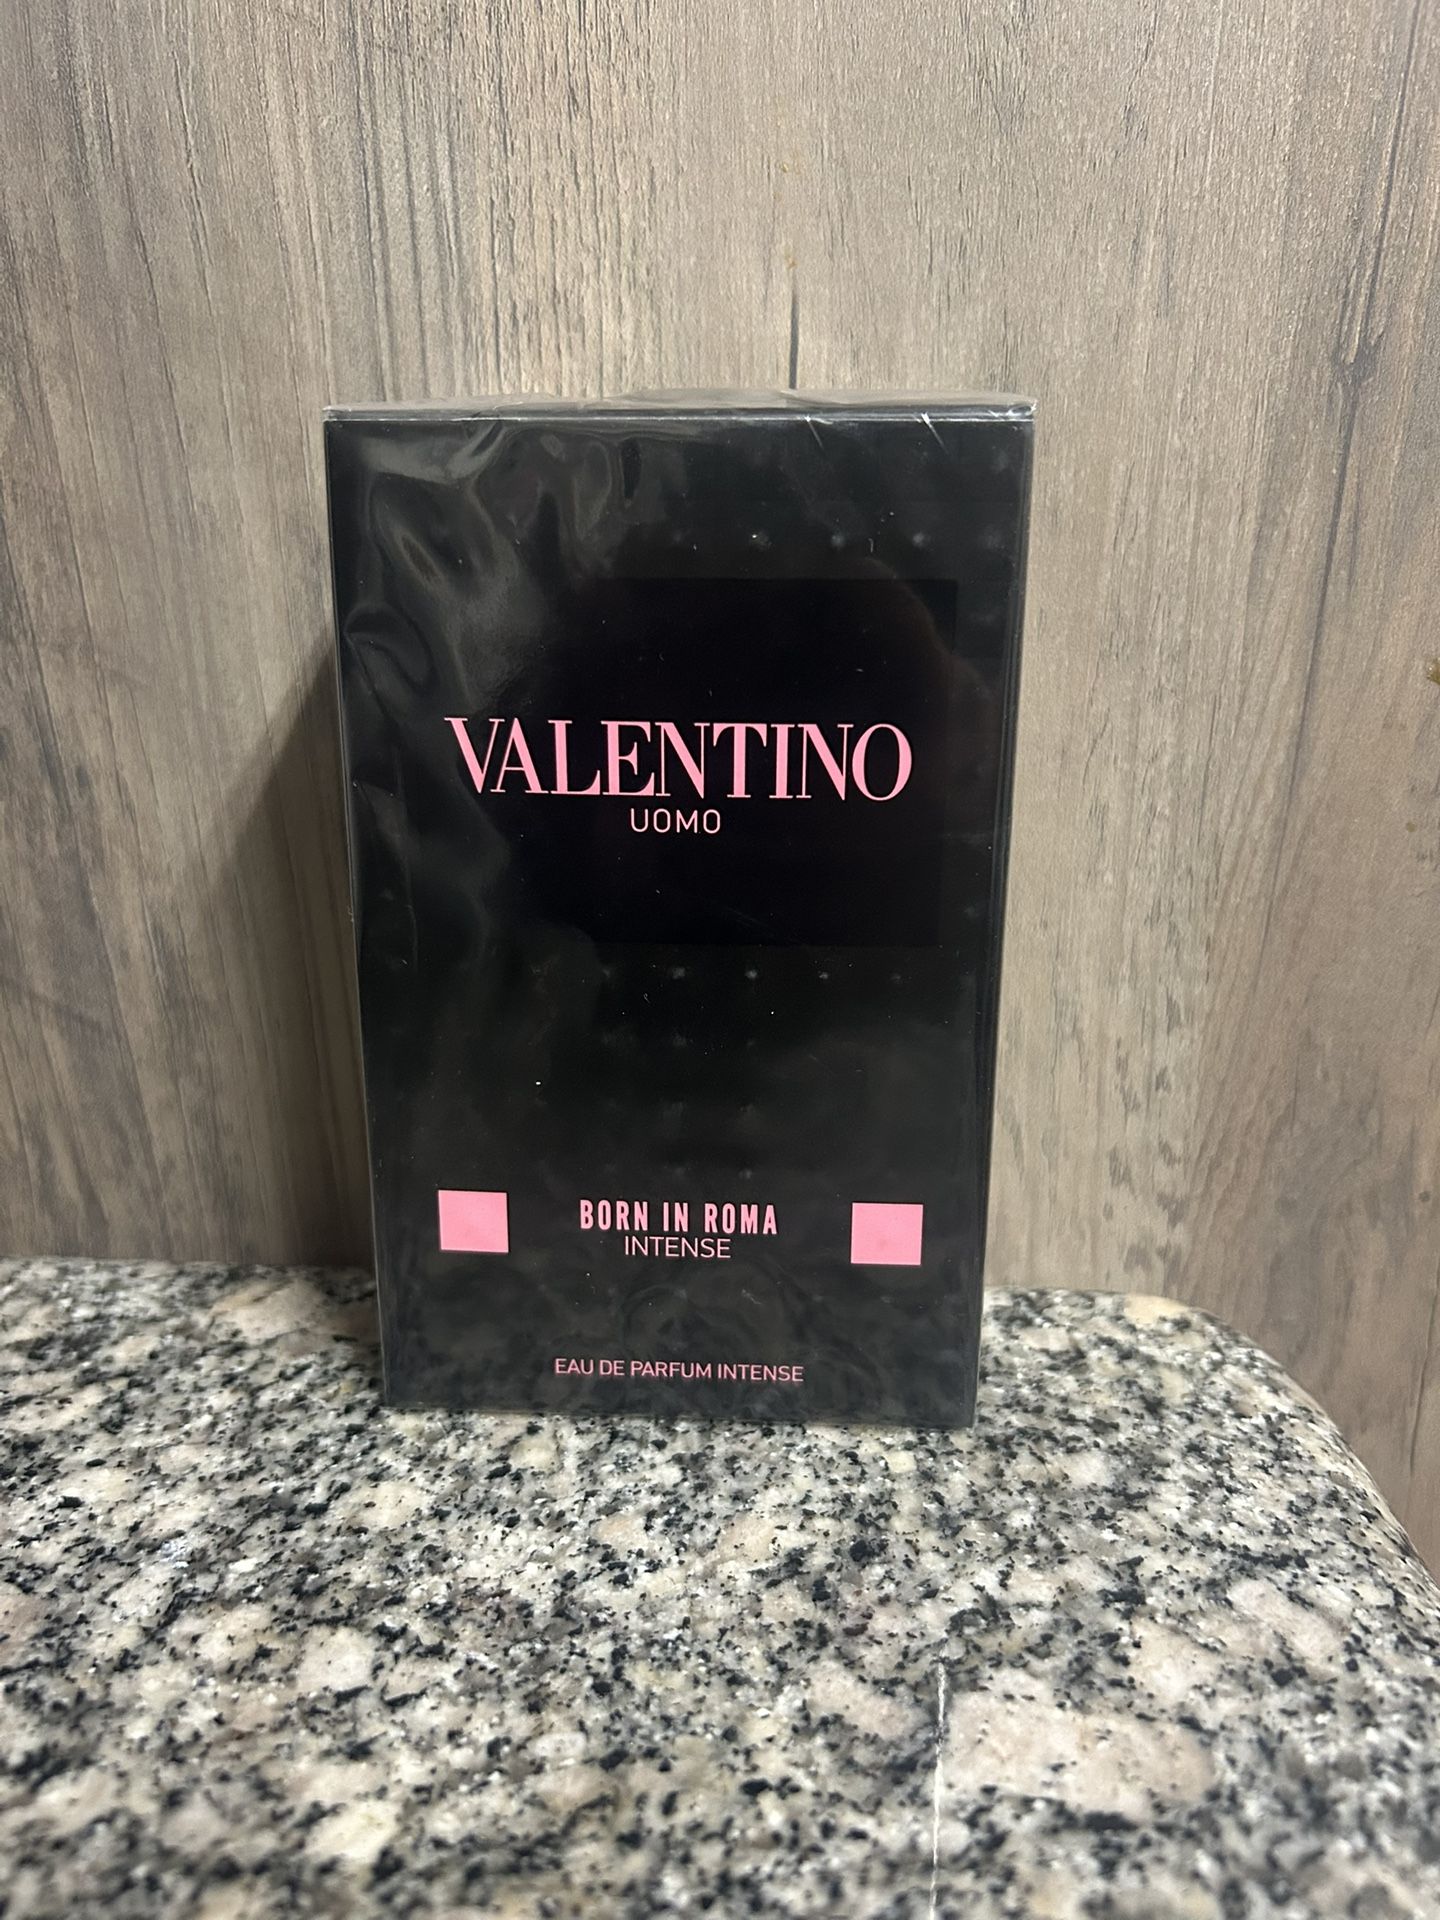 VALENTINO
UOMO
BORN IN ROMA
INTENSE
EAU DE PARFUM INTENSE